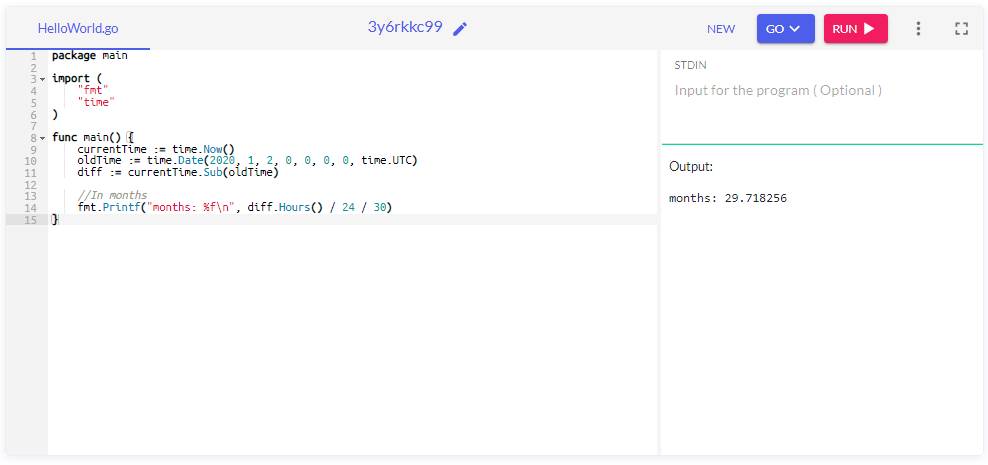 HelloWorld.go
3y6rkkc99
NEW
GO
RUN
1 package main
2
3 import (
4     "fmt"
5     "time"
6 )
7
8 func main() {
9     currentTime := time.Now()
10     oldTime := time.Date(2020, 1, 2, 0, 0, 0, 0, time.UTC)
11     diff := currentTime.Sub(oldTime)
12
13     //In months
14     fmt.Printf("months: %f\n", diff.Hours() / 24 / 30)
15 }
STDIN
Input for the program ( Optional )
Output:
months: 29.718256